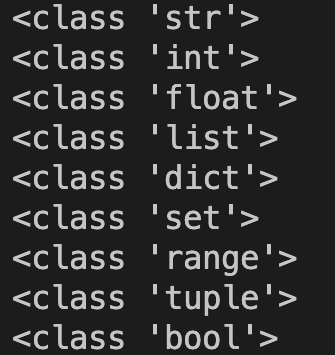 <class 'str'>
<class 'int'>
<class 'float'>
<class 'list'>
<class 'dict'>
<class 'set'>
<class 'range'>
<class 'tuple'>
<class 'bool'>